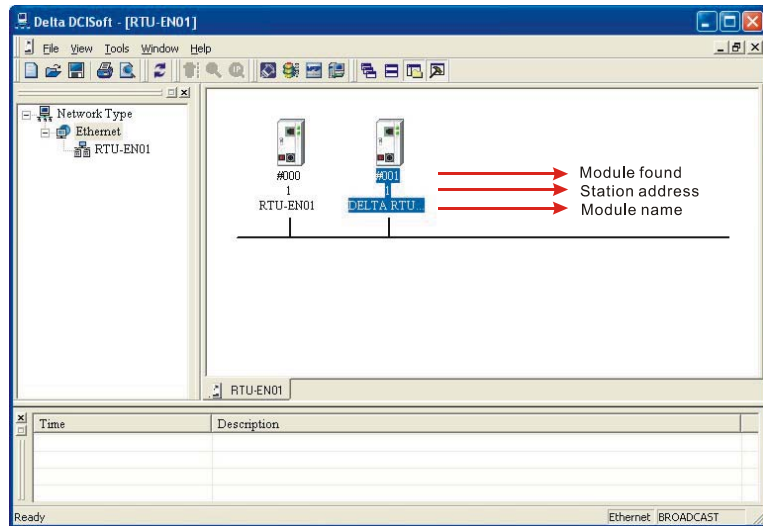 Delta DCISoft - [RTU-EN01]
File View Tools Window Help
Network Type
Ethernet
RTU-EN01
#000
1
RTU-EN01
#001
1
DELTA RTU...
Module found
Station address
Module name
RTU-EN01
Time Description
Ready Ethernet BROADCAST